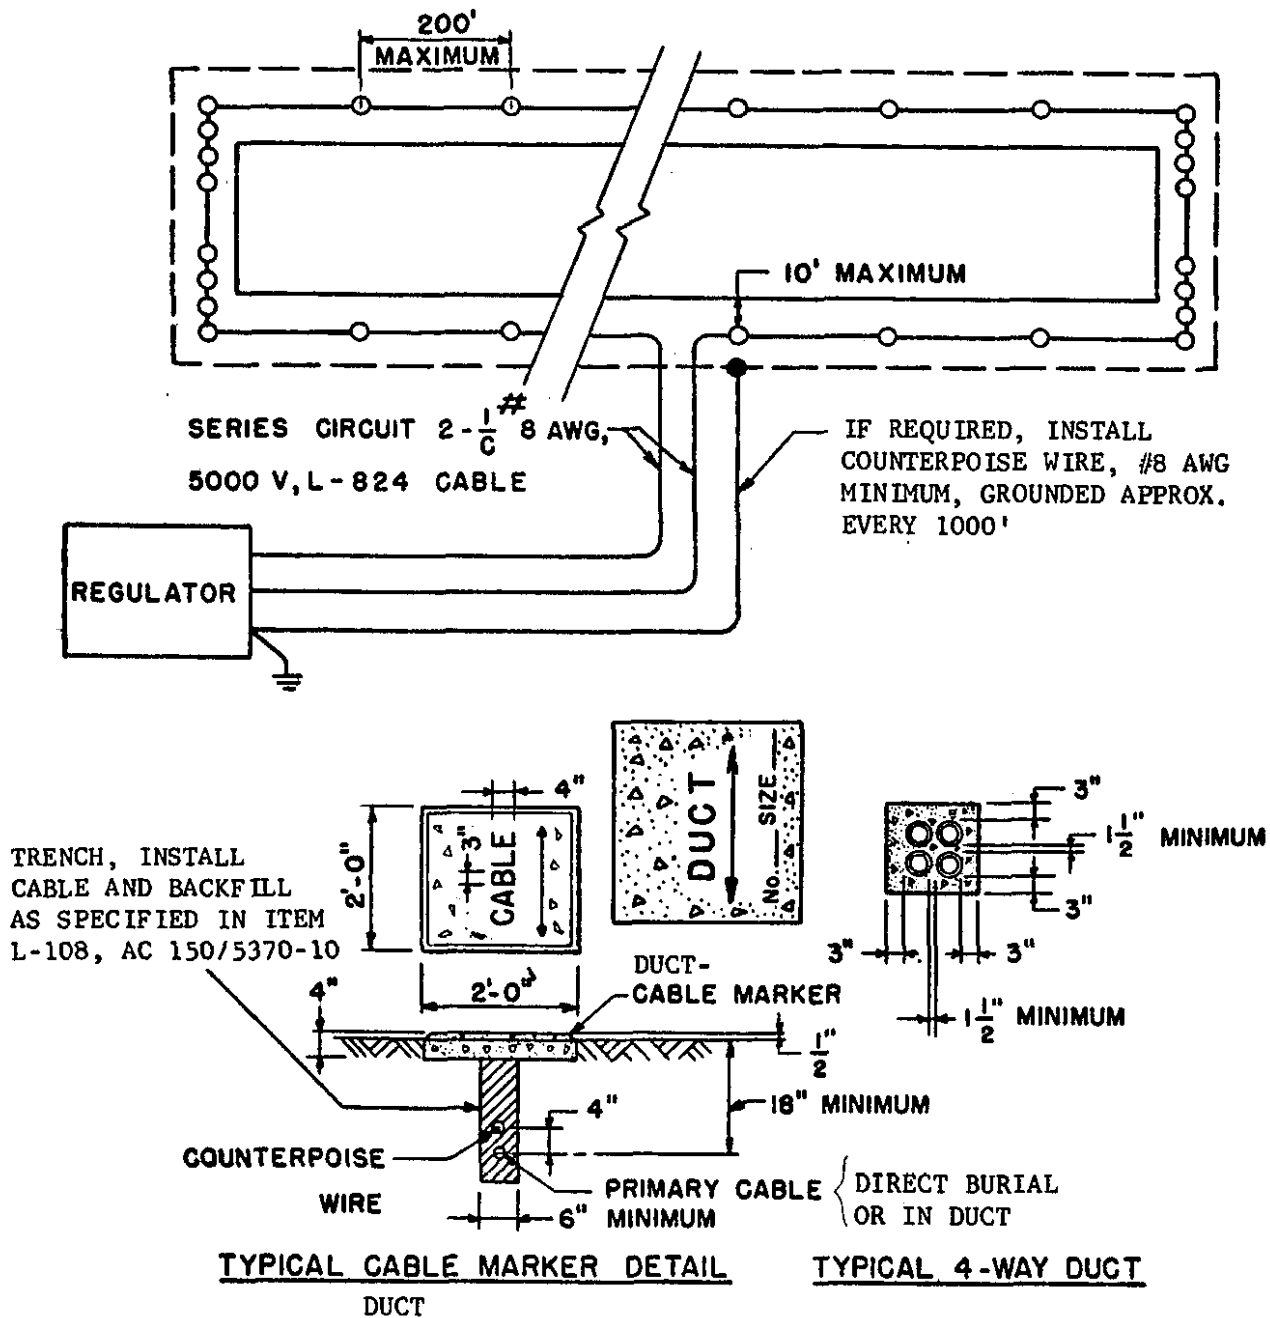 200'
MAXIMUM
10' MAXIMUM
SERIES CIRCUIT 2-1/C # 8 AWG,
5000 V, L-824 CABLE
IF REQUIRED, INSTALL
COUNTERPOISE WIRE, #8 AWG
MINIMUM, GROUNDED APPROX.
EVERY 1000'
REGULATOR
4"
2'-0"
3"
CABLE
2'-0"
DUCT
No. SIZE
3"
1 1/2" MINIMUM
3"
3"
3"
1 1/2" MINIMUM
TRENCH, INSTALL
CABLE AND BACKFILL
AS SPECIFIED IN ITEM
L-108, AC 150/5370-10
DUCT-
CABLE MARKER
4"
1/2"
18" MINIMUM
4"
COUNTERPOISE
WIRE
PRIMARY CABLE
DIRECT BURIAL
OR IN DUCT
6" MINIMUM
TYPICAL CABLE MARKER DETAIL
DUCT
TYPICAL 4-WAY DUCT